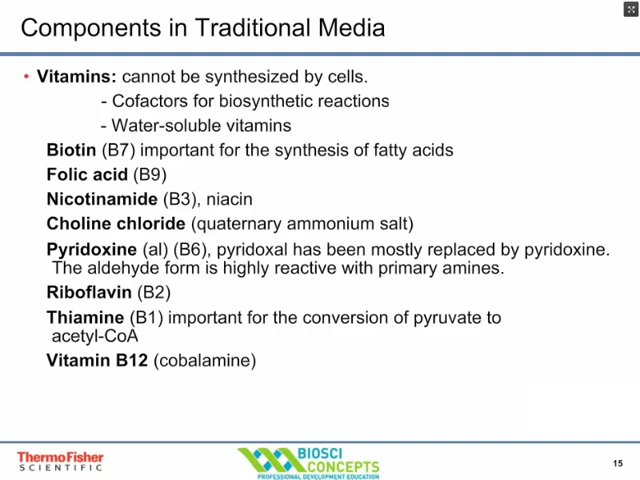 Components in Traditional Media
• Vitamins: cannot be synthesized by cells.
- Cofactors for biosynthetic reactions
- Water-soluble vitamins
Biotin (B7) important for the synthesis of fatty acids
Folic acid (B9)
Nicotinamide (B3), niacin
Choline chloride (quaternary ammonium salt)
Pyridoxine (al) (B6), pyridoxal has been mostly replaced by pyridoxine.
The aldehyde form is highly reactive with primary amines.
Riboflavin (B2)
Thiamine (B1) important for the conversion of pyruvate to
acetyl-CoA
Vitamin B12 (cobalamine)
ThermoFisher
SCIENTIFIC
BIOSCI
CONCEPTS
PROFESSIONAL DEVELOPMENT EDUCATION
15